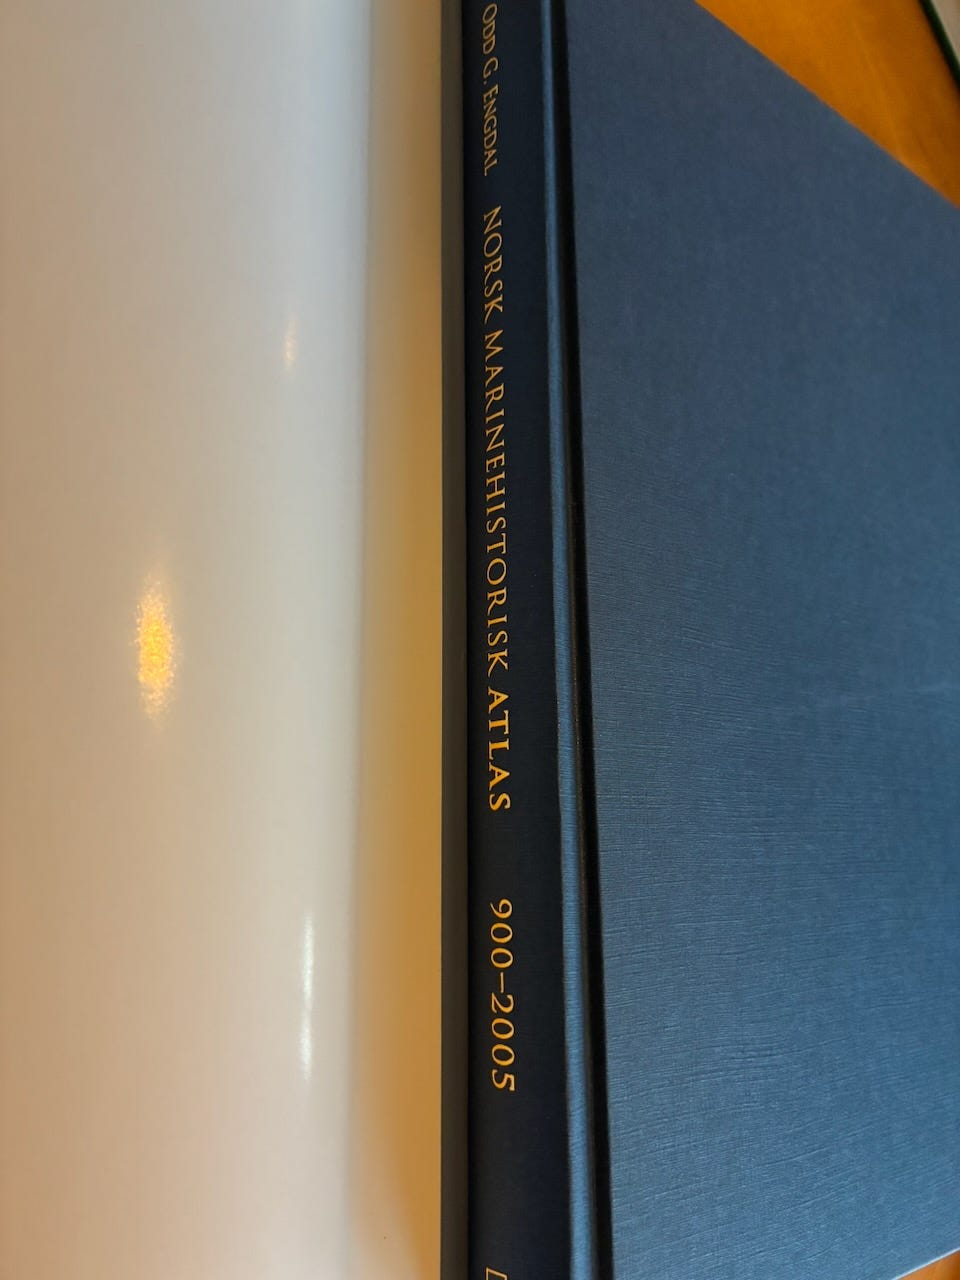 ODD G. ENGDAL NORSK MARINEHISTORISK ATLAS 900–2005